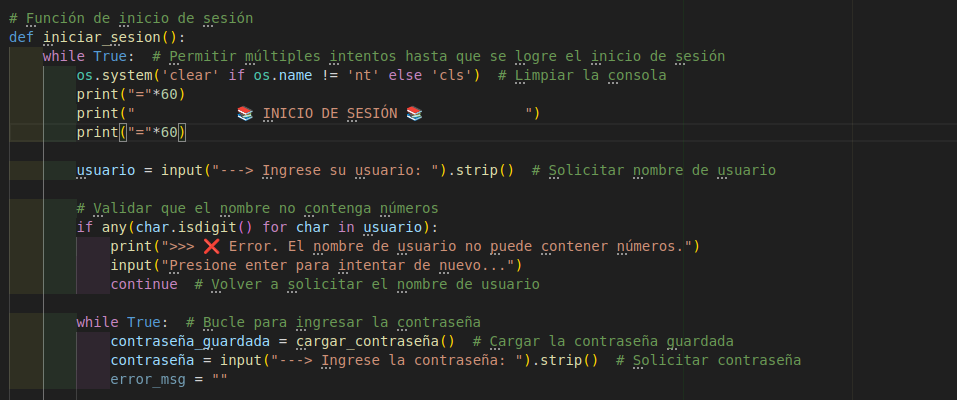 # Función de inicio de sesión
def iniciar_sesion():
    while True:  # Permitir múltiples intentos hasta que se logre el inicio de sesión
        os.system('clear' if os.name != 'nt' else 'cls')  # Limpiar la consola
        print("="*60)
        print("            📚 INICIO DE SESIÓN 📚            ")
        print("="*60)

        usuario = input("---> Ingrese su usuario: ").strip()  # Solicitar nombre de usuario

        # Validar que el nombre no contenga números
        if any(char.isdigit() for char in usuario):
            print(">>> ❌ Error. El nombre de usuario no puede contener números.")
            input("Presione enter para intentar de nuevo...")
            continue  # Volver a solicitar el nombre de usuario

        while True:  # Bucle para ingresar la contraseña
            contraseña_guardada = cargar_contraseña()  # Cargar la contraseña guardada
            contraseña = input("---> Ingrese la contraseña: ").strip()  # Solicitar contraseña
            error_msg = ""